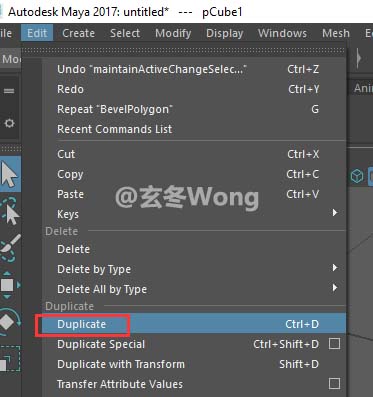 Autodesk Maya 2017: untitled* --- pCube1
Edit Create Select Modify Display Windows Mesh
Undo "maintainActiveChangeSelec..." Ctrl+Z
Redo Ctrl+Y
Repeat "BevelPolygon" G
Recent Commands List
Cut Ctrl+X
Copy Ctrl+C
Paste Ctrl+V
Keys
@玄冬Wong
Delete
Delete
Delete by Type
Delete All by Type
Duplicate
Duplicate Ctrl+D
Duplicate Special Ctrl+Shift+D
Duplicate with Transform Shift+D
Transfer Attribute Values